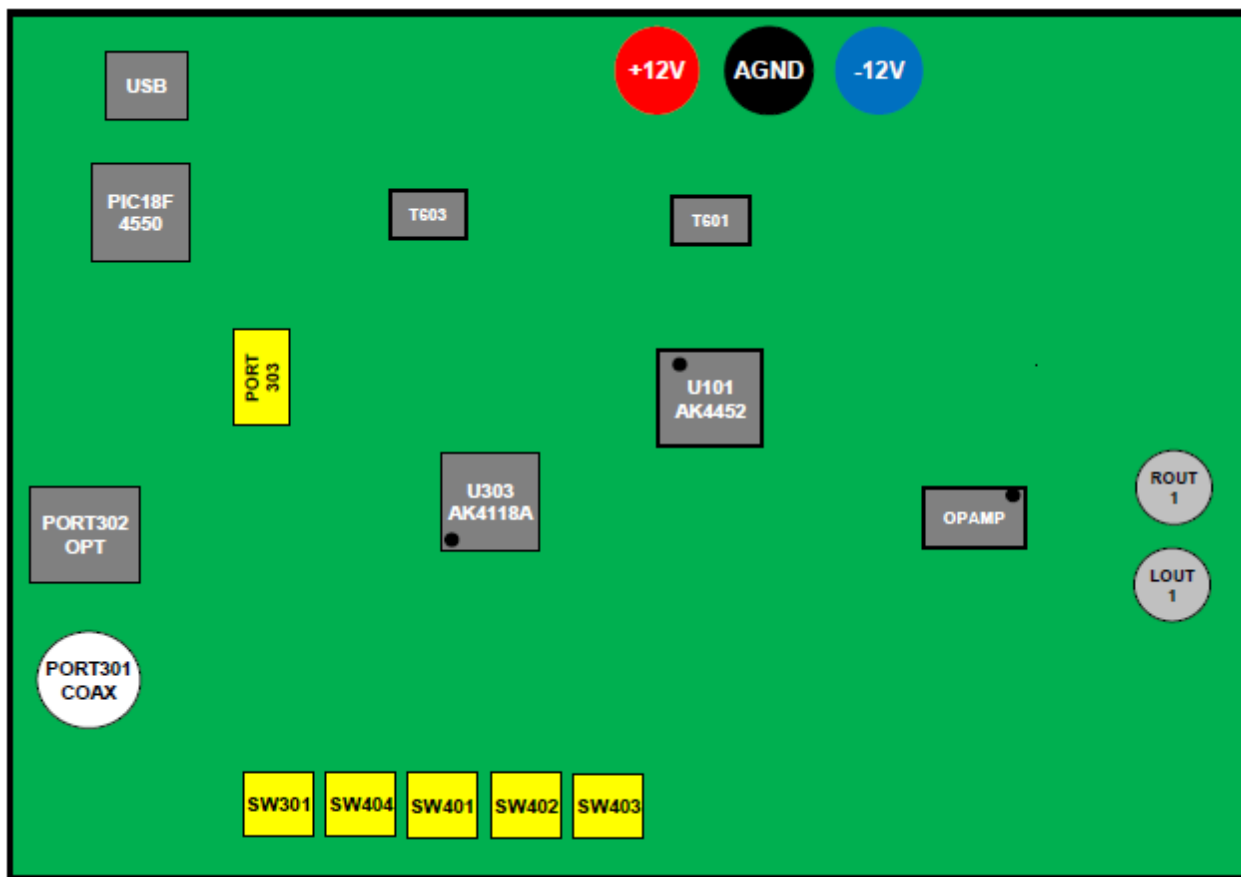 USB
+12V
AGND
-12V
PIC18F
4550
T603
T601
PORT
303
U101
AK4452
U303
AK4118A
PORT302
OPT
OPAMP
ROUT
1
LOUT
1
PORT301
COAX
SW301
SW404
SW401
SW402
SW403